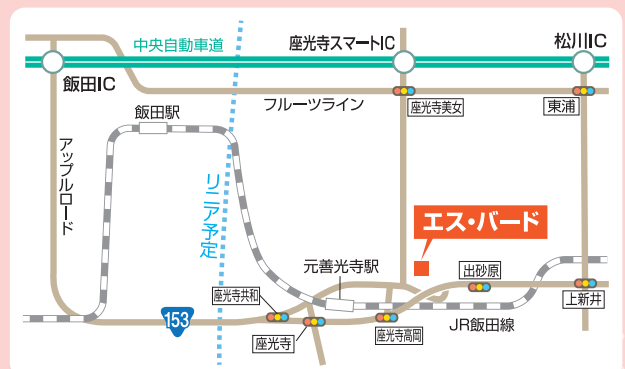 中央自動車道
座光寺スマートIC
松川IC
飯田IC
フルーツライン
座光寺美女
東浦
飯田駅
アップルロード
リニア予定
エス・バード
元善光寺駅
出砂原
座光寺共和
上新井
153
座光寺
座光寺高岡
JR飯田線